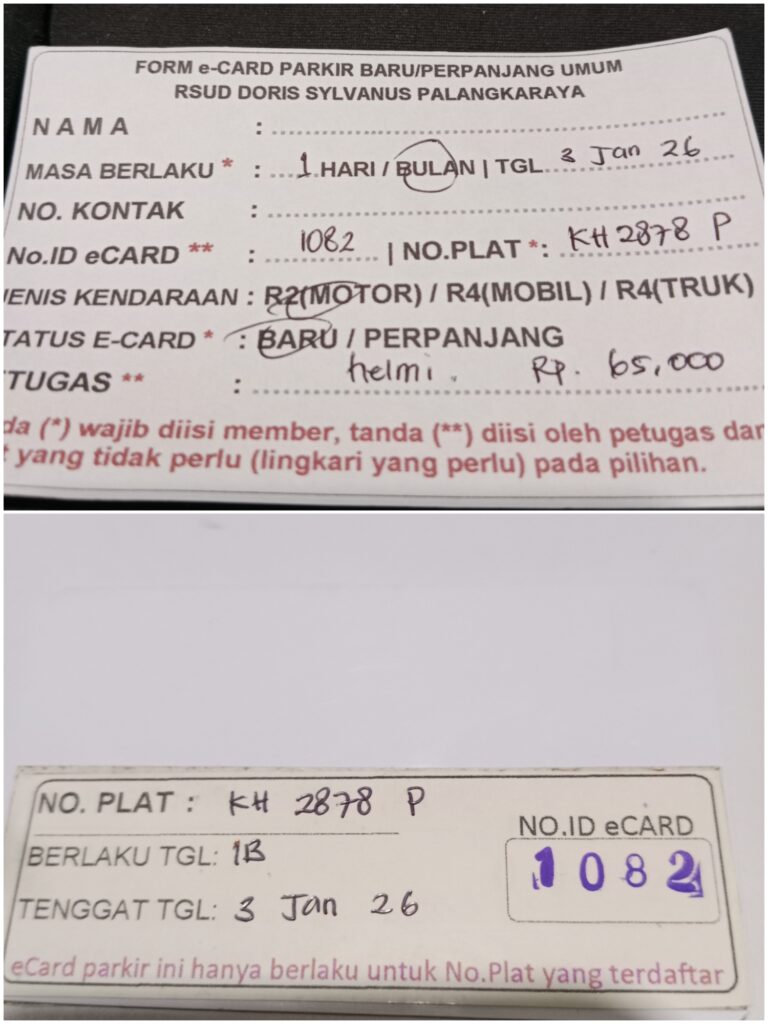 FORM e-CARD PARKIR BARU/PERPANJANG UMUM
RSUD DORIS SYLVANUS PALANGKARAYA
N A M A :
MASA BERLAKU * : 1 HARI / BULAN | TGL 3 Jan 26
NO. KONTAK :
No.ID eCARD ** : 1082 | NO.PLAT *: KH 2878 P
JENIS KENDARAAN : R2(MOTOR) / R4(MOBIL) / R4(TRUK)
TATUS E-CARD * : BARU / PERPANJANG
TUGAS ** : helmi. Rp. 65,000
da (*) wajib diisi member, tanda (**) diisi oleh petugas dan
t yang tidak perlu (lingkari yang perlu) pada pilihan.
NO. PLAT : KH 2878 P
BERLAKU TGL: 1B
TENGGAT TGL: 3 Jan 26
NO.ID eCARD
1082
eCard parkir ini hanya berlaku untuk No.Plat yang terdaftar